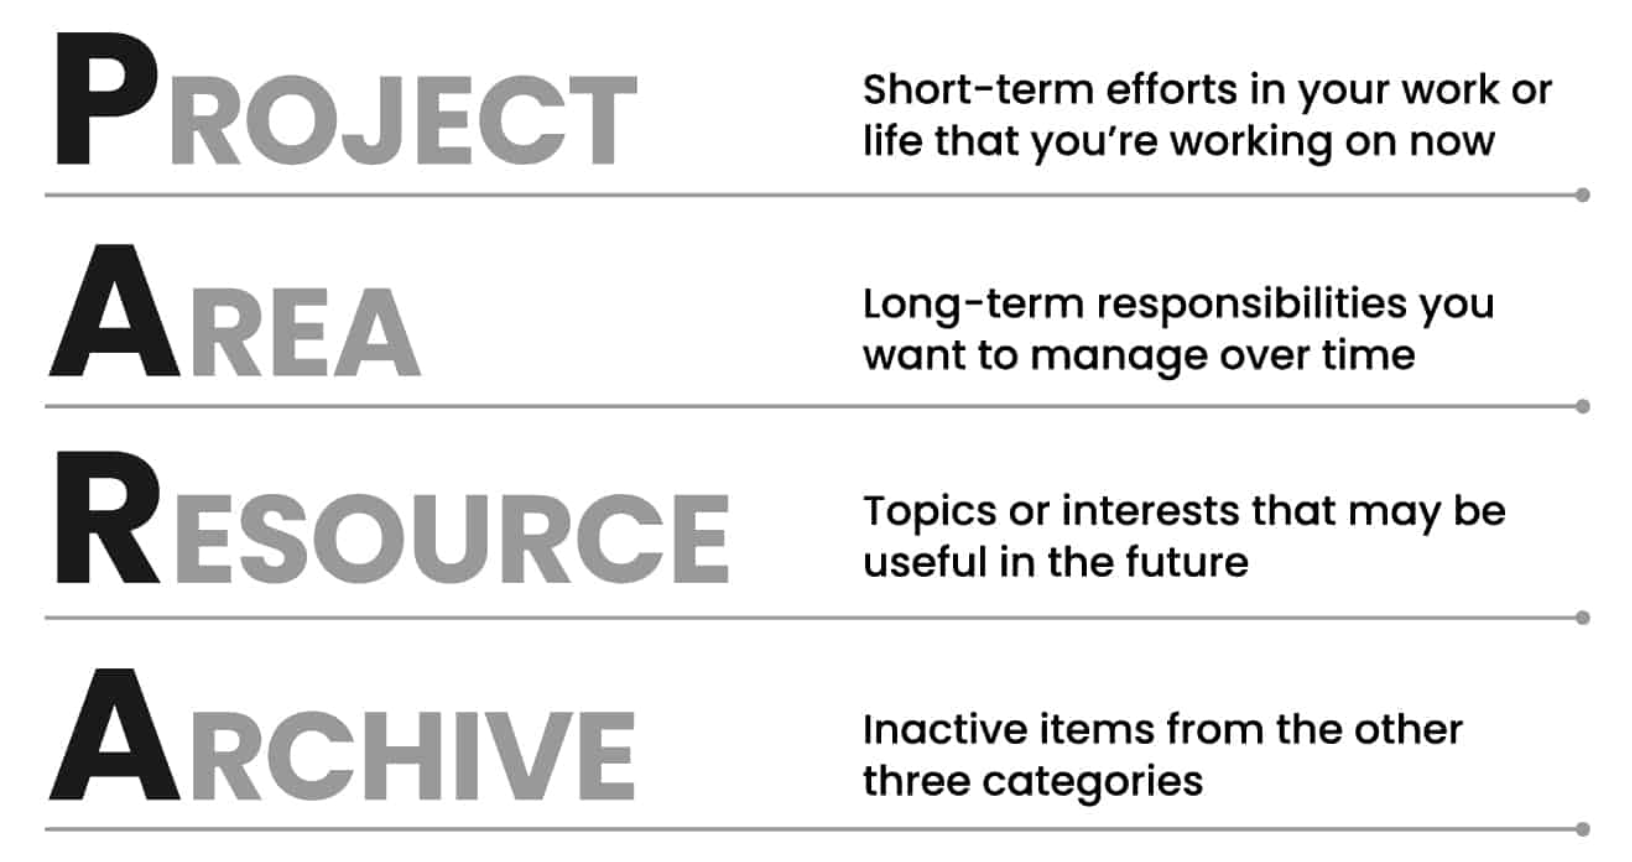 PROJECT
Short-term efforts in your work or
life that you’re working on now
AREA
Long-term responsibilities you
want to manage over time
RESOURCE
Topics or interests that may be
useful in the future
ARCHIVE
Inactive items from the other
three categories